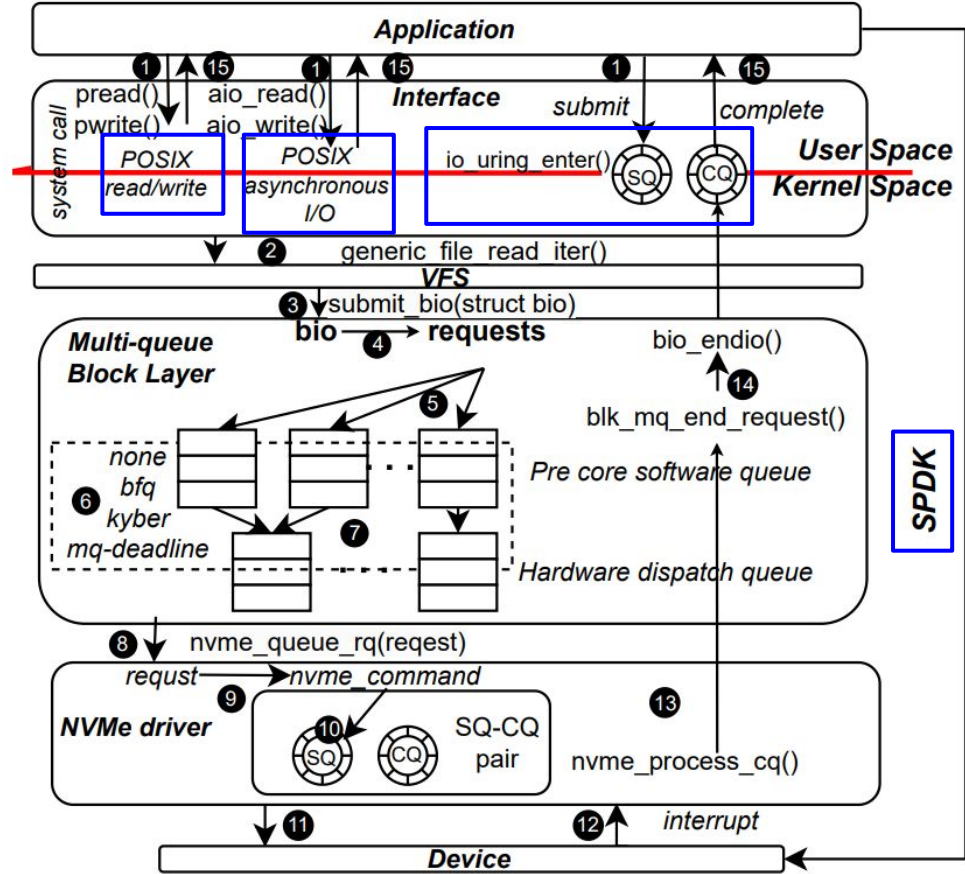 Application
1
15
1
15
1
15
pread()
pwrite()
aio_read()
aio_write()
Interface
submit
complete
system call
POSIX
read/write
POSIX
asynchronous
I/O
io_uring_enter()
SQ
CQ
User Space
Kernel Space
2
generic_file_read_iter()
VFS
3
submit_bio(struct bio)
bio
requests
4
Multi-queue
Block Layer
bio_endio()
14
blk_mq_end_request()
5
none
bfq
kyber
mq-deadline
6
. . .
Pre core software queue
7
. . .
Hardware dispatch queue
SPDK
8
nvme_queue_rq(reqest)
requst
nvme_command
9
NVMe driver
10
SQ
CQ
SQ-CQ
pair
13
nvme_process_cq()
11
12
interrupt
Device